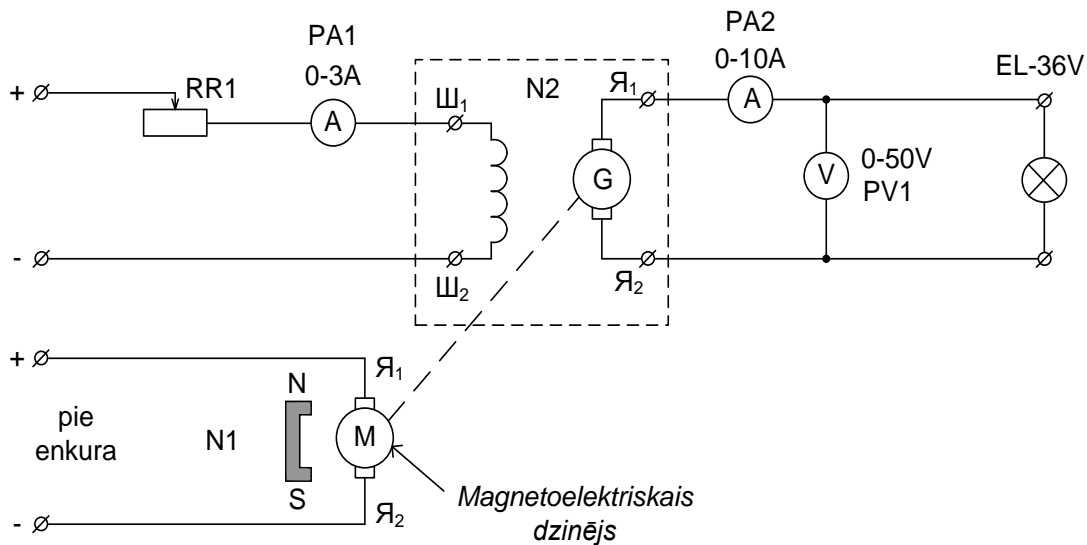 PA1
0-3A
PA2
0-10A
EL-36V
+
RR1
A
Ш₁
N2
Я₁
A
G
V
0-50V
PV1
-
Ш₂
Я₂
+
Я₁
pie
enkura
N1
N
S
M
-
Я₂
Magnetoelektriskais
dzinējs